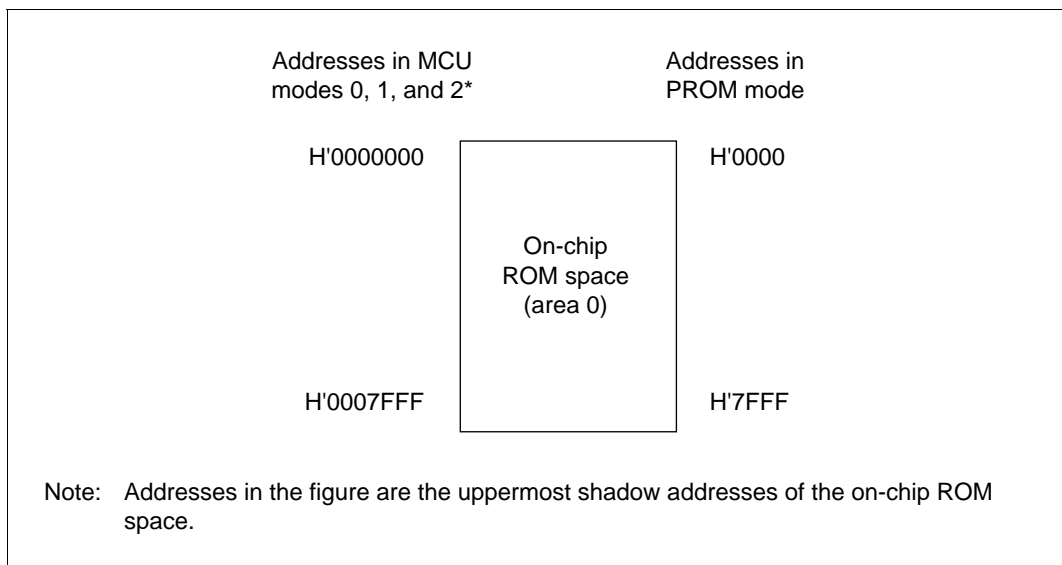 Addresses in MCU
modes 0, 1, and 2*
Addresses in
PROM mode
H'0000000
H'0000
On-chip
ROM space
(area 0)
H'0007FFF
H'7FFF
Note: Addresses in the figure are the uppermost shadow addresses of the on-chip ROM
space.